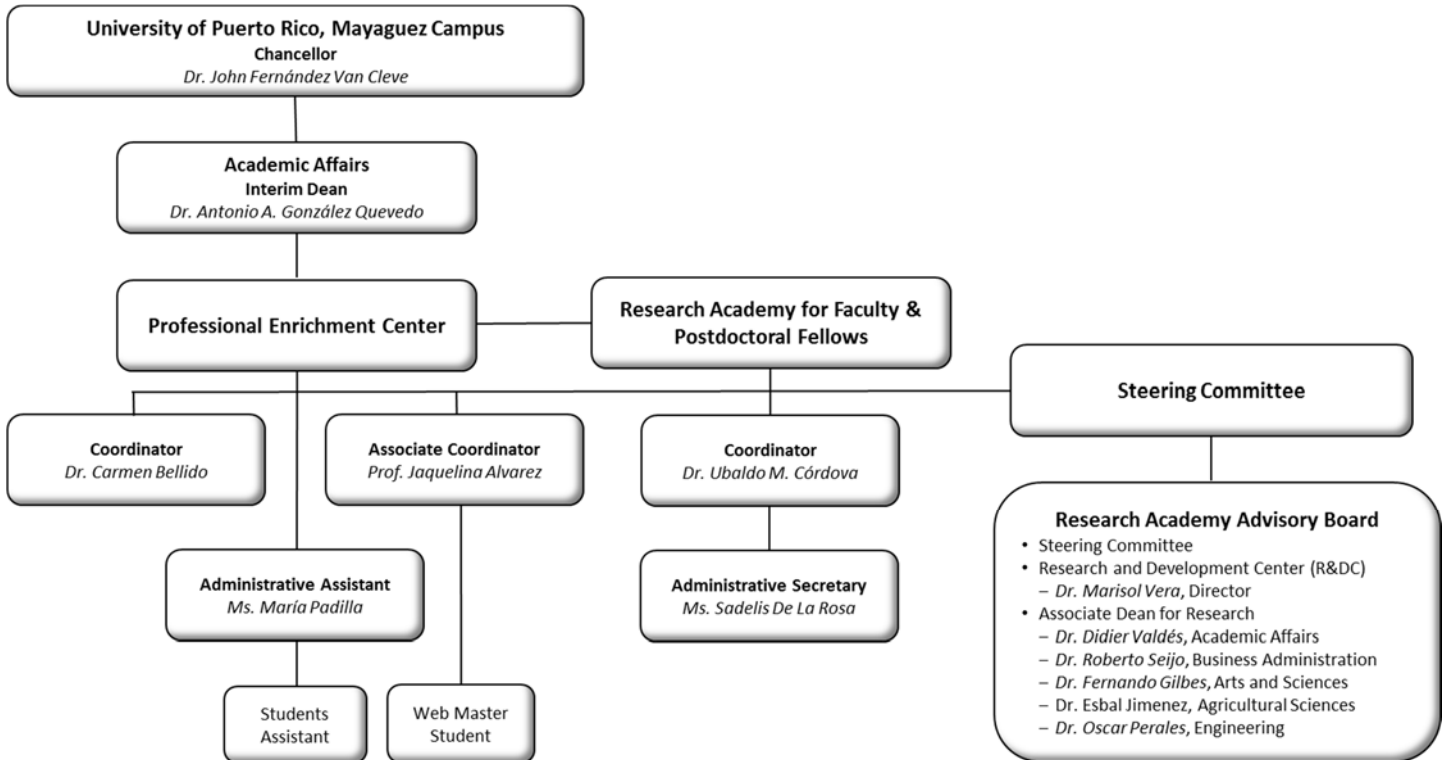 University of Puerto Rico, Mayaguez Campus
Chancellor
Dr. John Fernández Van Cleve
Academic Affairs
Interim Dean
Dr. Antonio A. González Quevedo
Professional Enrichment Center
Research Academy for Faculty &
Postdoctoral Fellows
Steering Committee
Coordinator
Dr. Carmen Bellido
Associate Coordinator
Prof. Jaquelina Alvarez
Coordinator
Dr. Ubaldo M. Córdova
Administrative Assistant
Ms. María Padilla
Administrative Secretary
Ms. Sadelis De La Rosa
Students
Assistant
Web Master
Student
Research Academy Advisory Board
• Steering Committee
• Research and Development Center (R&DC)
– Dr. Marisol Vera, Director
• Associate Dean for Research
– Dr. Didier Valdés, Academic Affairs
– Dr. Roberto Seijo, Business Administration
– Dr. Fernando Gilbes, Arts and Sciences
– Dr. Esbal Jimenez, Agricultural Sciences
– Dr. Oscar Perales, Engineering